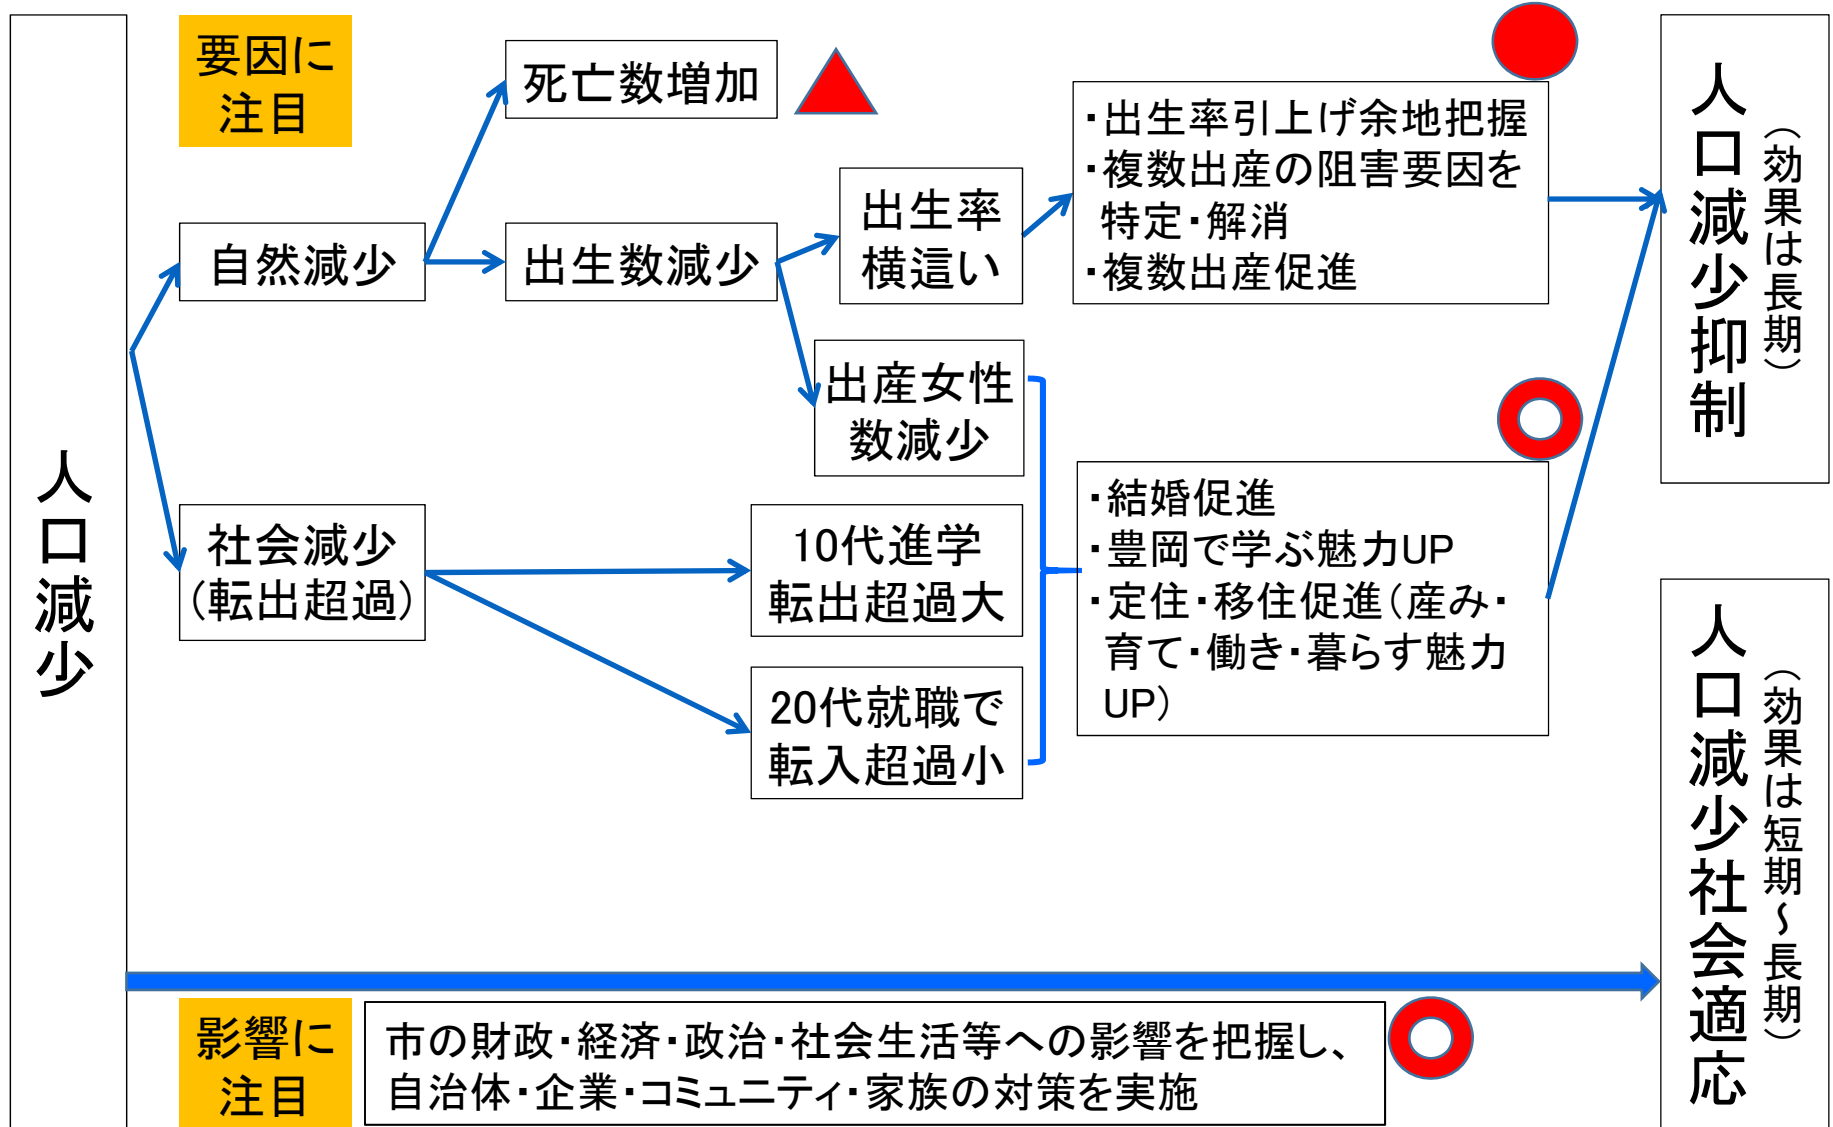 人口減少
要因に
注目
自然減少
社会減少
(転出超過)
死亡数増加
出生数減少
出生率
横這い
出産女性
数減少
10代進学
転出超過大
20代就職で
転入超過小
・出生率引上げ余地把握
・複数出産の阻害要因を
特定・解消
・複数出産促進
・結婚促進
・豊岡で学ぶ魅力UP
・定住・移住促進(産み・
育て・働き・暮らす魅力
UP)
人口減少抑制
(効果は長期)
人口減少社会適応
(効果は短期～長期)
影響に
注目
市の財政・経済・政治・社会生活等への影響を把握し、
自治体・企業・コミュニティ・家族の対策を実施